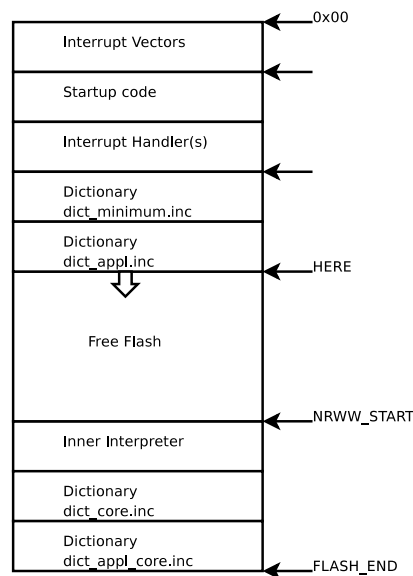 0x00
Interrupt Vectors
Startup code
Interrupt Handler(s)
Dictionary
dict_minimum.inc
Dictionary
dict_appl.inc
HERE
Free Flash
NRWW_START
Inner Interpreter
Dictionary
dict_core.inc
Dictionary
dict_appl_core.inc
FLASH_END